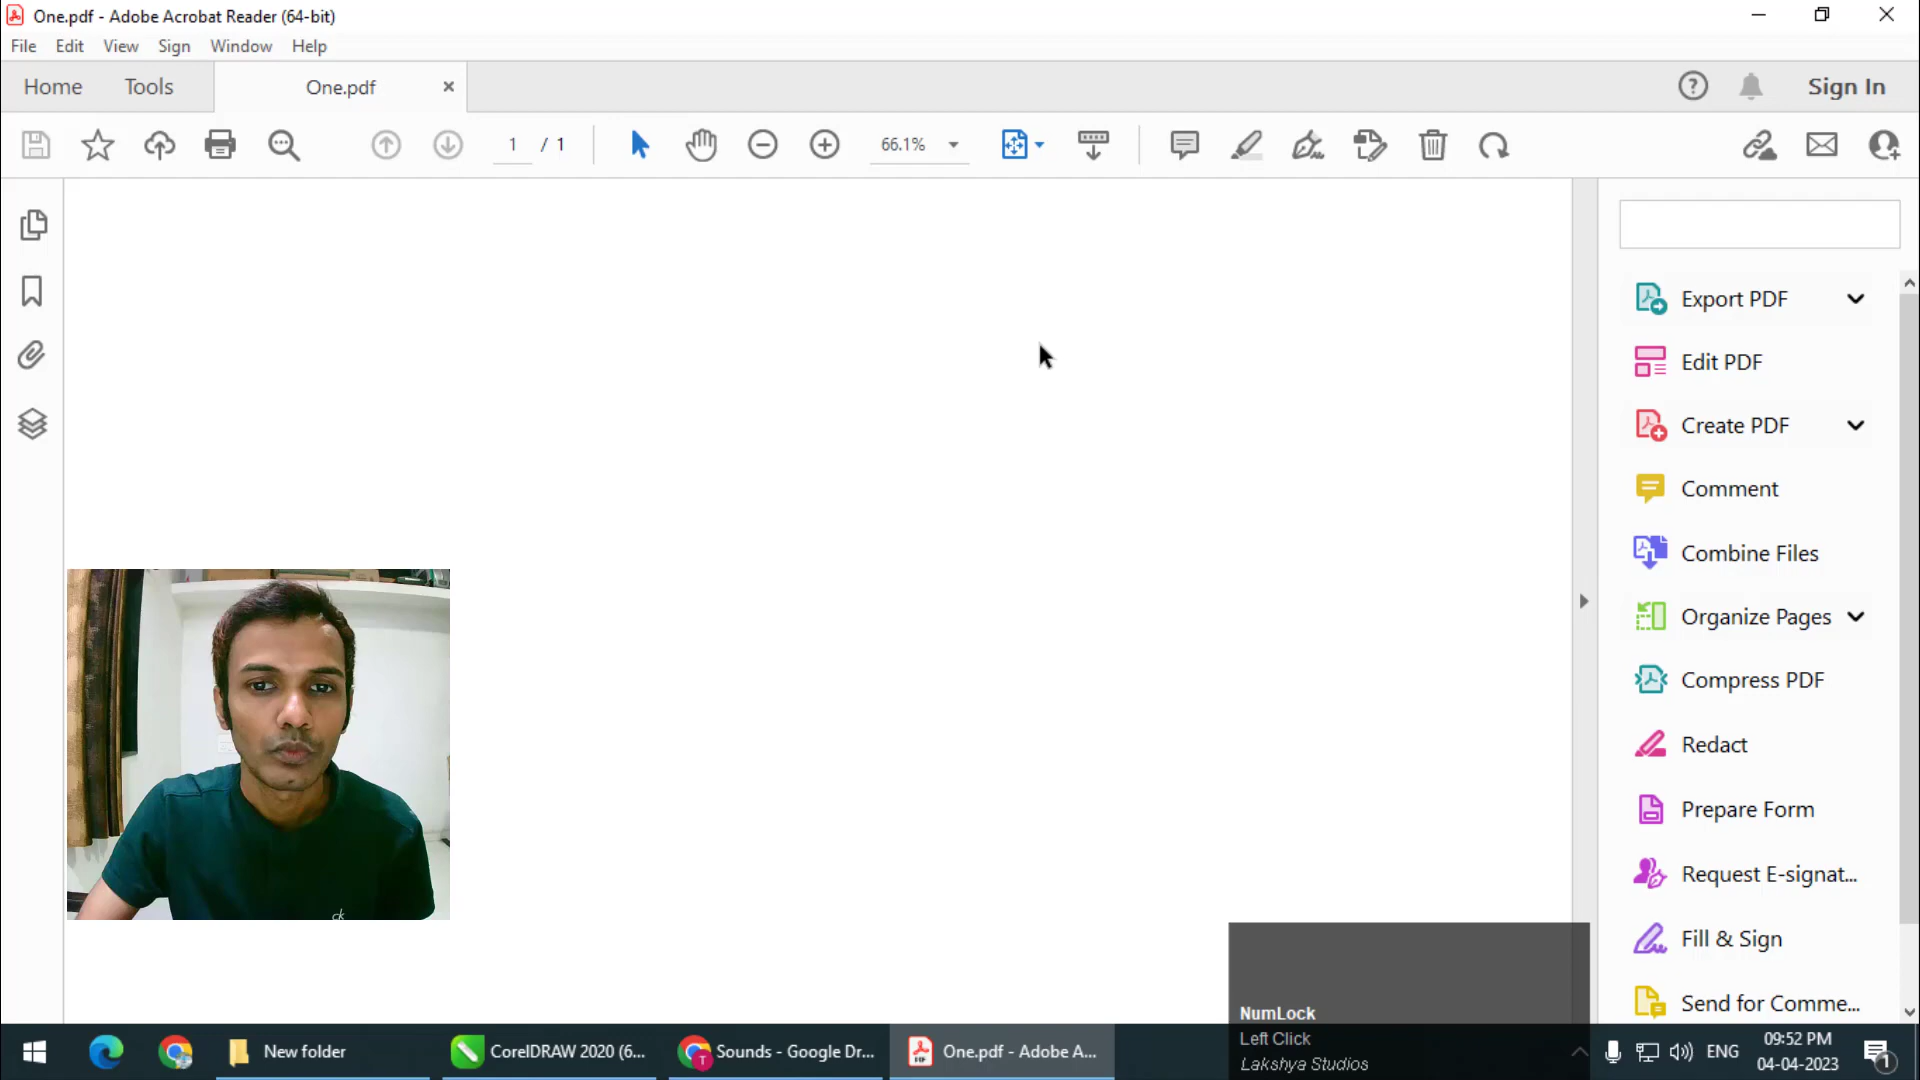 One.pdf - Adobe Acrobat Reader (64-bit)
File Edit View Sign Window Help
Home Tools One.pdf Sign In
1 / 1 66.1%
Export PDF
Edit PDF
Create PDF
Comment
Combine Files
Organize Pages
Compress PDF
Redact
Prepare Form
Request E-signat...
Fill & Sign
Send for Comme...
ck
NumLock
Left Click
Lakshya Studios
New folder
CorelDRAW 2020 (6...
T
Sounds - Google Dr...
PDF
One.pdf - Adobe A...
ENG
09:52 PM
04-04-2023
1